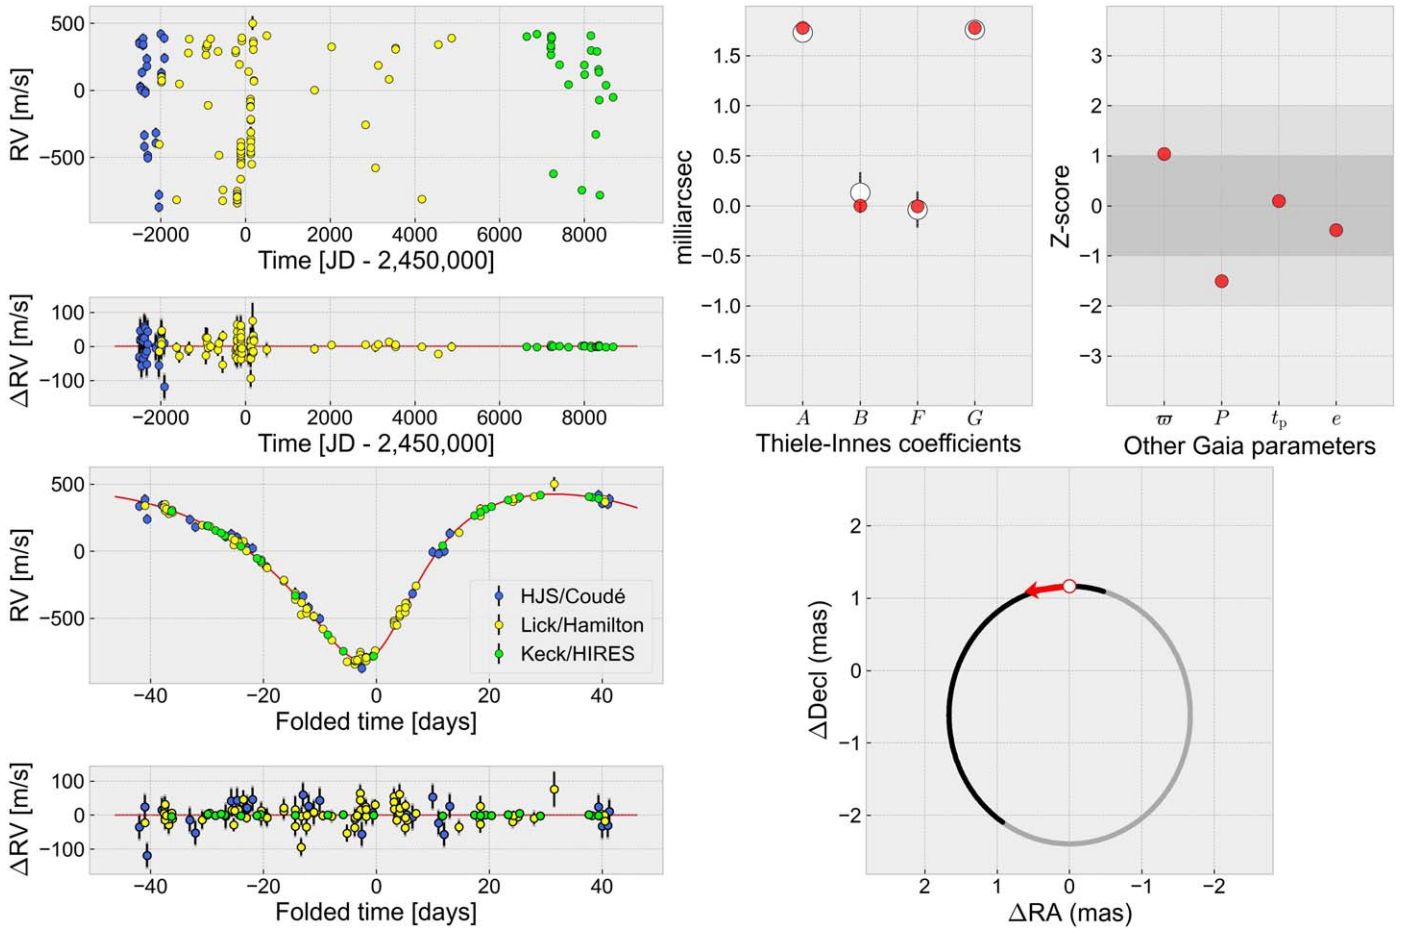 500
0
−500
RV [m/s]
−2000 0 2000 4000 6000 8000
Time [JD - 2,450,000]
100
0
−100
ΔRV [m/s]
−2000 0 2000 4000 6000 8000
Time [JD - 2,450,000]
1.5
1.0
0.5
0.0
−0.5
−1.0
−1.5
milliarcsec
A B F G
Thiele-Innes coefficients
3
2
1
0
−1
−2
−3
Z-score
ϖ P tp e
Other Gaia parameters
500
0
−500
RV [m/s]
HJS/Coudé
Lick/Hamilton
Keck/HIRES
−40 −20 0 20 40
Folded time [days]
100
0
−100
ΔRV [m/s]
−40 −20 0 20 40
Folded time [days]
2
1
0
−1
−2
ΔDecl (mas)
2 1 0 −1 −2
ΔRA (mas)